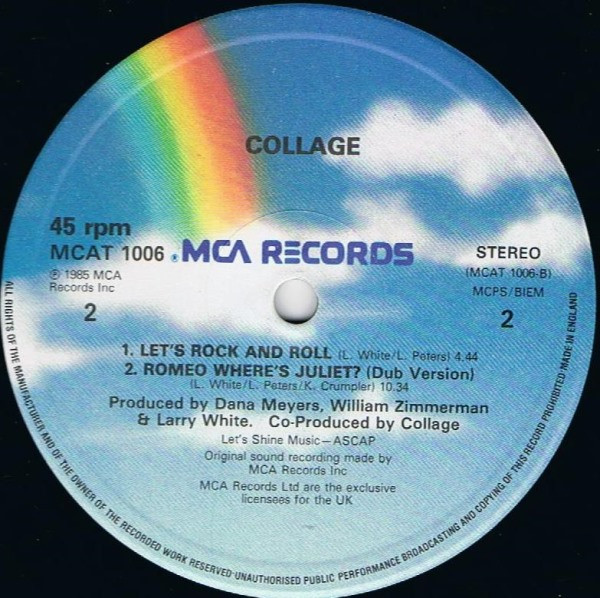 COLLAGE
45 rpm
MCAT 1006
® MCA RECORDS
STEREO
(MCAT 1006-B)
℗ 1985 MCA
Records Inc
MCPS/BIEM
2
2
1. LET'S ROCK AND ROLL (L. White/L. Peters) 4.44
2. ROMEO WHERE'S JULIET? (Dub Version)
(L. White/L. Peters/K. Crumpler) 10.34
Produced by Dana Meyers, William Zimmerman
& Larry White. Co-Produced by Collage
Let's Shine Music—ASCAP
Original sound recording made by
MCA Records Inc
MCA Records Ltd are the exclusive
licensees for the UK
ALL RIGHTS OF THE MANUFACTURER AND OF THE OWNER OF THE RECORDED WORK RESERVED·UNAUTHORISED PUBLIC PERFORMANCE BROADCASTING AND COPYING OF THIS RECORD PROHIBITED·MADE IN ENGLAND